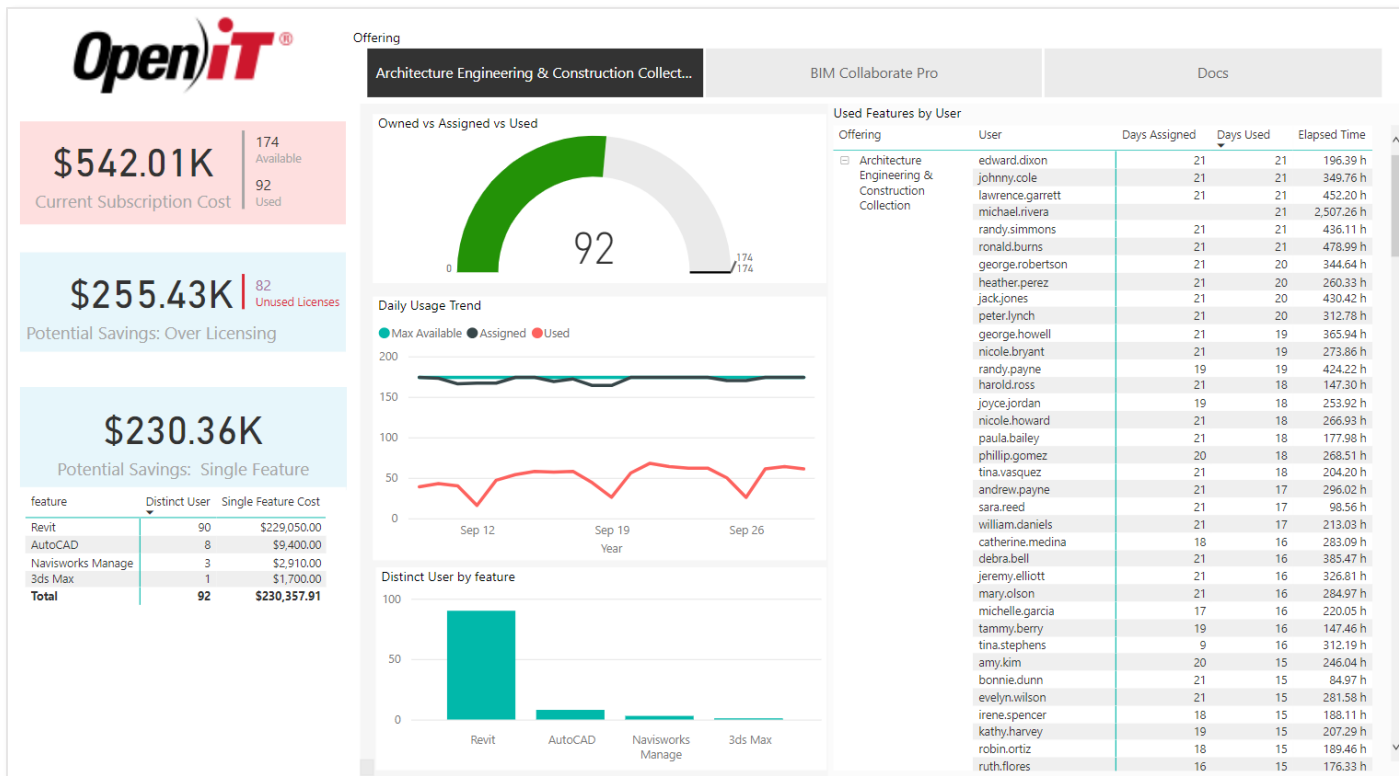 Open iT ®
$542.01K
Current Subscription Cost
174
Available
92
Used
$255.43K
82
Unused Licenses
Potential Savings: Over Licensing
$230.36K
Potential Savings: Single Feature
feature Distinct User Single Feature Cost
Revit 90 $229,050.00
AutoCAD 8 $9,400.00
Navisworks Manage 3 $2,910.00
3ds Max 1 $1,700.00
Total 92 $230,357.91
Offering
Architecture Engineering & Construction Collect... BIM Collaborate Pro Docs
Owned vs Assigned vs Used
92
0
174
174
Daily Usage Trend
Max Available Assigned Used
200
150
100
50
0
Sep 12 Sep 19 Sep 26
Year
Distinct User by feature
100
50
0
Revit AutoCAD Navisworks Manage 3ds Max
Used Features by User
Offering User Days Assigned Days Used Elapsed Time
Architecture
Engineering &
Construction
Collection
edward.dixon 21 21 196.39 h
johnny.cole 21 21 349.76 h
lawrence.garrett 21 21 452.20 h
michael.rivera 21 2,507.26 h
randy.simmons 21 21 436.11 h
ronald.burns 21 21 478.99 h
george.robertson 21 20 344.64 h
heather.perez 21 20 260.33 h
jack.jones 21 20 430.42 h
peter.lynch 21 20 312.78 h
george.howell 21 19 365.94 h
nicole.bryant 21 19 273.86 h
randy.payne 19 19 424.22 h
harold.ross 21 18 147.30 h
joyce.jordan 19 18 253.92 h
nicole.howard 21 18 266.93 h
paula.bailey 21 18 177.98 h
phillip.gomez 20 18 268.51 h
tina.vasquez 21 18 204.20 h
andrew.payne 21 17 296.02 h
sara.reed 21 17 98.56 h
william.daniels 21 17 213.03 h
catherine.medina 18 16 283.09 h
debra.bell 21 16 385.47 h
jeremy.elliott 21 16 326.81 h
mary.olson 21 16 284.97 h
michelle.garcia 17 16 220.05 h
tammy.berry 19 16 147.46 h
tina.stephens 9 16 312.19 h
amy.kim 20 15 246.04 h
bonnie.dunn 21 15 84.97 h
evelyn.wilson 21 15 281.58 h
irene.spencer 18 15 188.11 h
kathy.harvey 19 15 207.29 h
robin.ortiz 18 15 189.46 h
ruth.flores 16 15 176.33 h